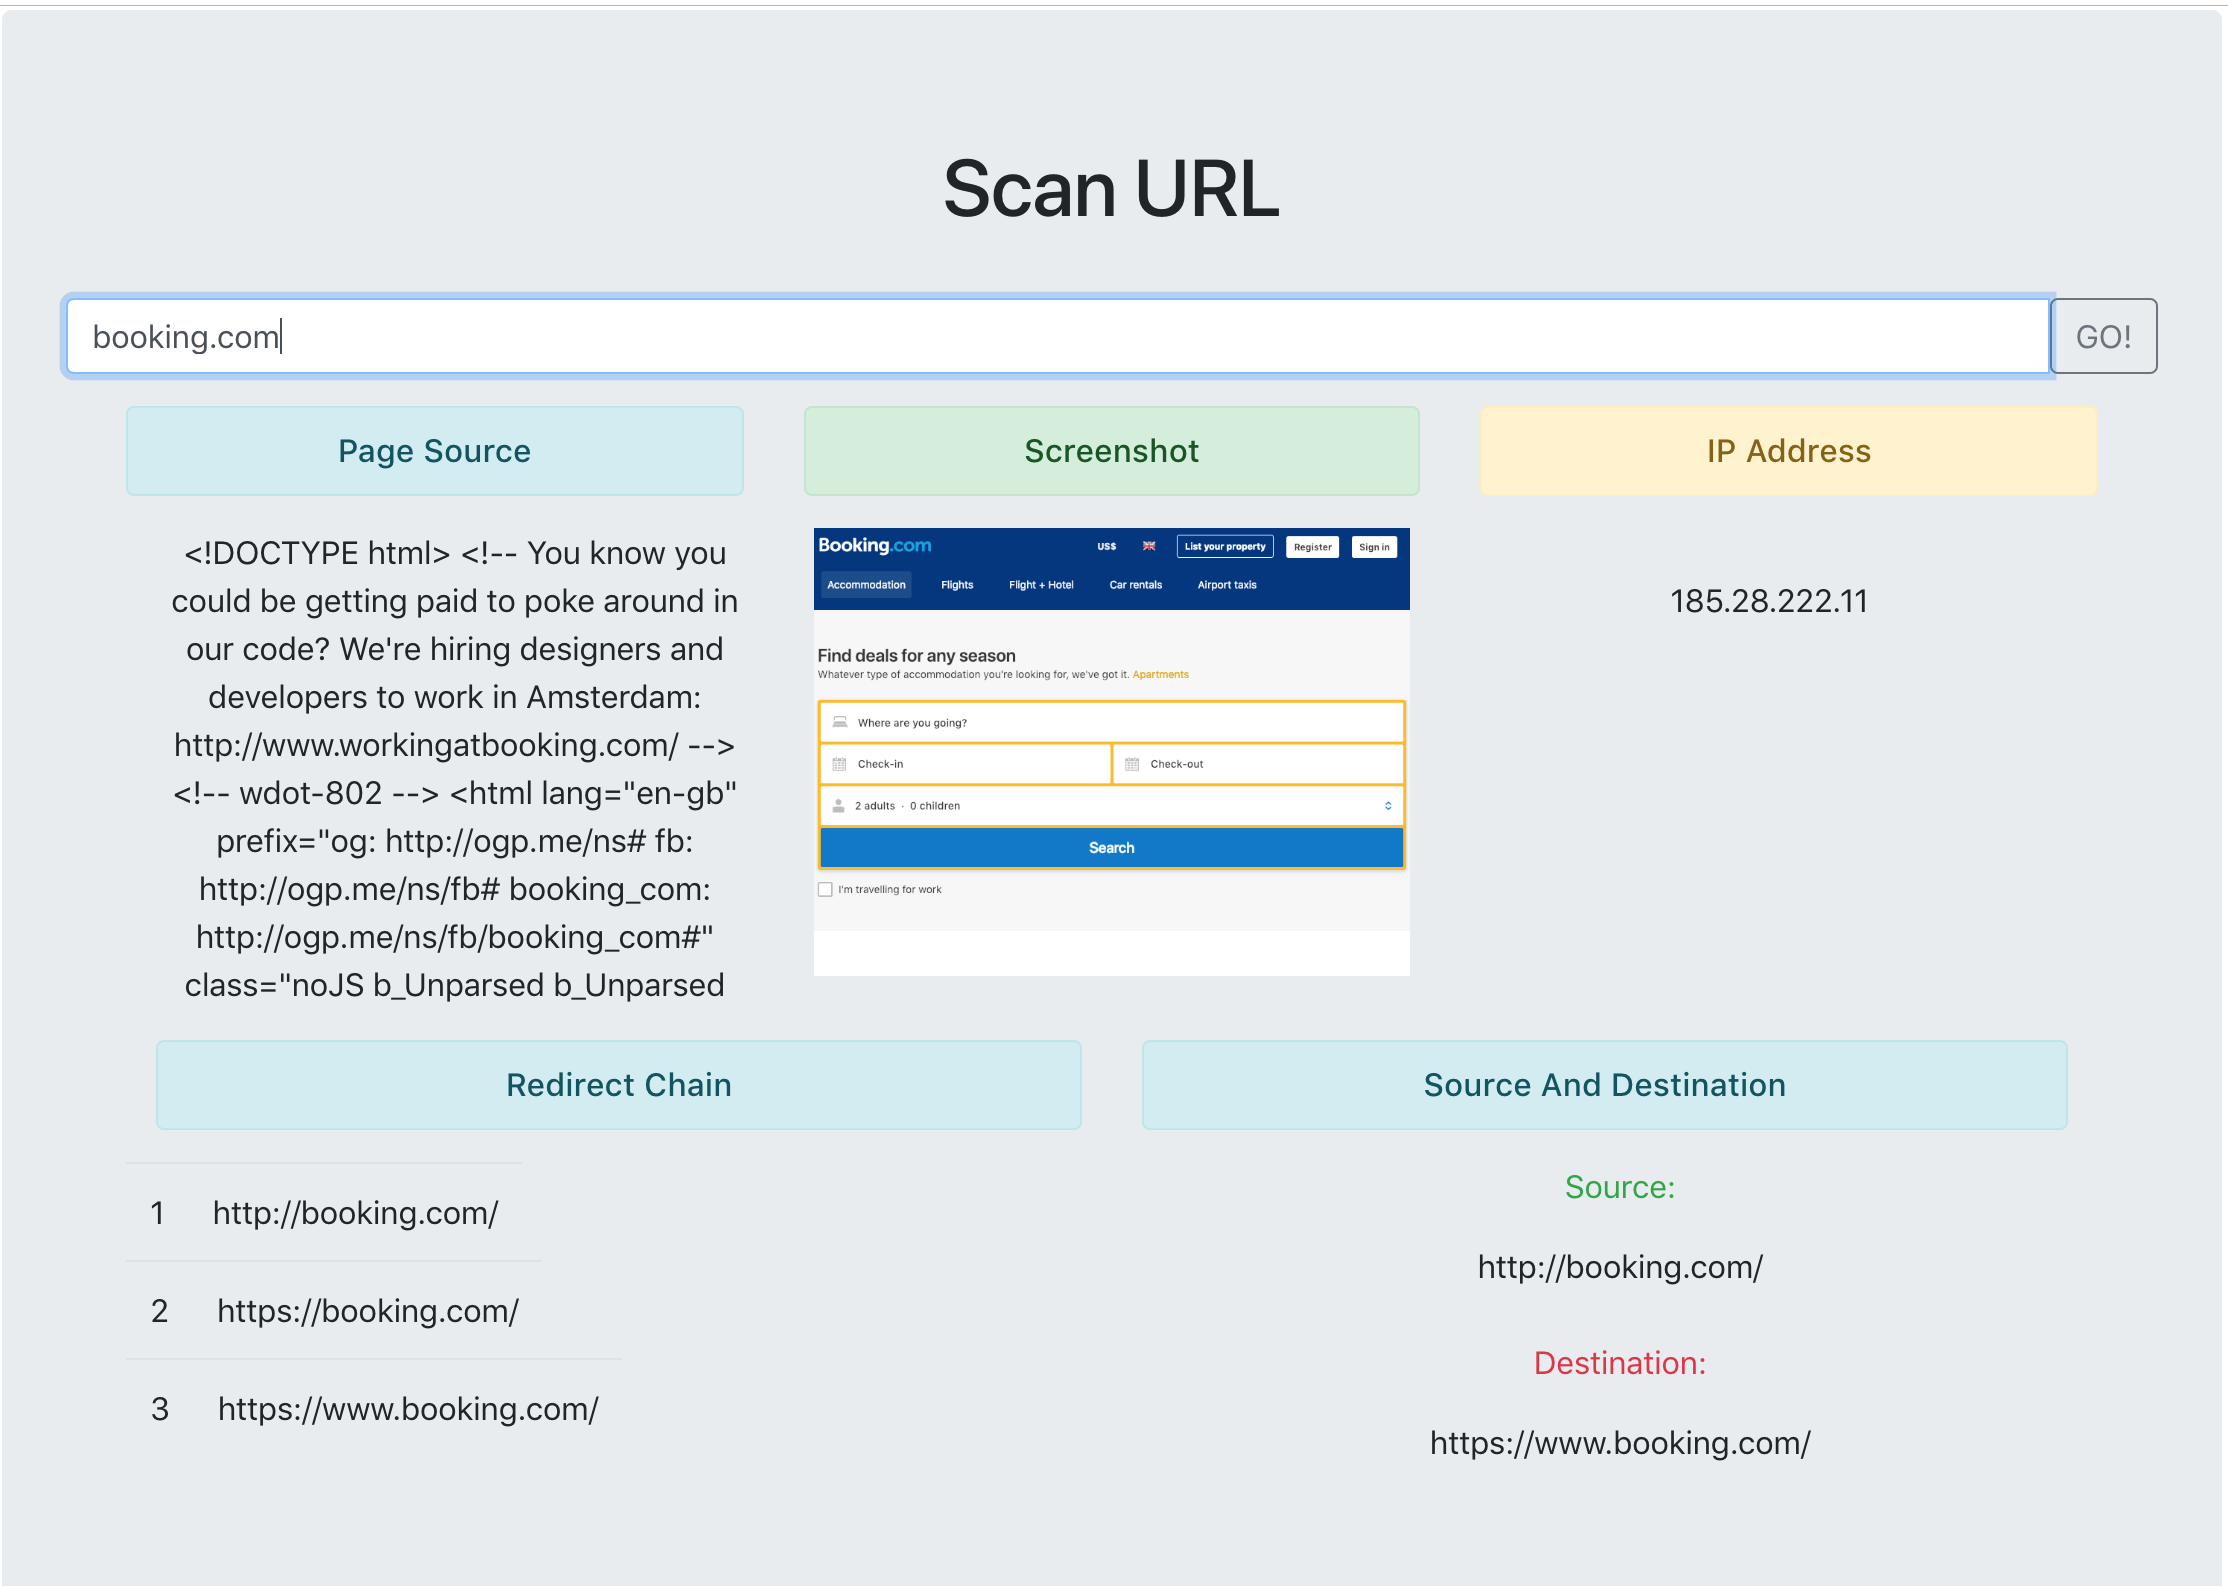 Scan URL
booking.com
GO!
Page Source
Screenshot
IP Address
<!DOCTYPE html> <!-- You know you
could be getting paid to poke around in
our code? We're hiring designers and
developers to work in Amsterdam:
http://www.workingatbooking.com/ -->
<!-- wdot-802 --> <html lang="en-gb"
prefix="og: http://ogp.me/ns# fb:
http://ogp.me/ns/fb# booking_com:
http://ogp.me/ns/fb/booking_com#"
class="noJS b_Unparsed b_Unparsed
Booking.com
US$
List your property
Register
Sign in
Accommodation
Flights
Flight + Hotel
Car rentals
Airport taxis
Find deals for any season
Whatever type of accommodation you're looking for, we've got it. Apartments
Where are you going?
Check-in
Check-out
2 adults · 0 children
Search
I'm travelling for work
185.28.222.11
Redirect Chain
1 http://booking.com/
2 https://booking.com/
3 https://www.booking.com/
Source And Destination
Source:
http://booking.com/
Destination:
https://www.booking.com/